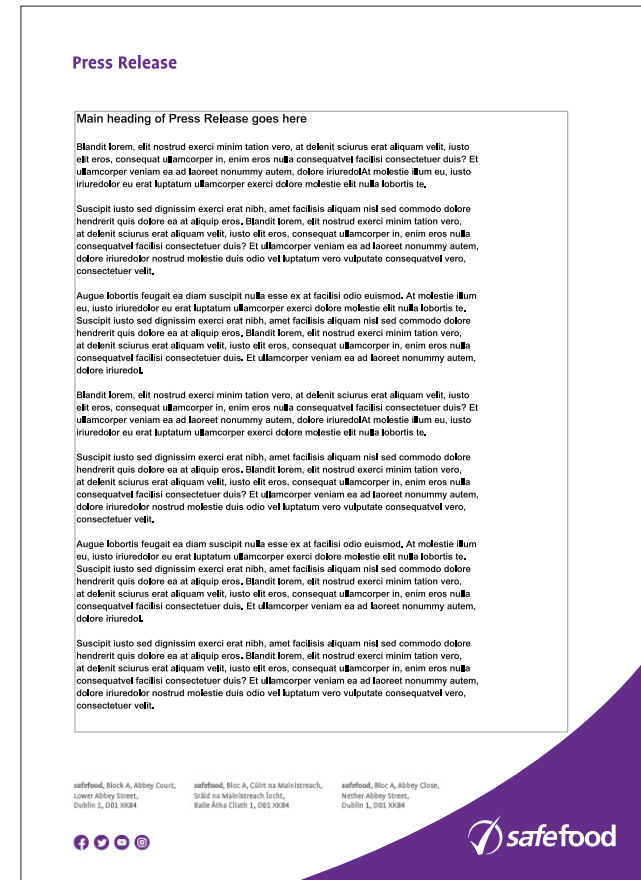 Press Release
Main heading of Press Release goes here
Blandit lorem, elit nostrud exerci minim tation vero, at delenit sciurus erat aliquam velit, iusto
elit eros, consequat ullamcorper in, enim eros nulla consequatvel facilisi consectetuer duis? Et
ullamcorper veniam ea ad laoreet nonummy autem, dolore iriuredolAt molestie illum eu, iusto
iriuredolor eu erat luptatum ullamcorper exerci dolore molestie elit nulla lobortis te.
Suscipit iusto sed dignissim exerci erat nibh, amet facilisis aliquam nisl sed commodo dolore
hendrerit quis dolore ea at aliquip eros. Blandit lorem, elit nostrud exerci minim tation vero,
at delenit sciurus erat aliquam velit, iusto elit eros, consequat ullamcorper in, enim eros nulla
consequatvel facilisi consectetuer duis? Et ullamcorper veniam ea ad laoreet nonummy autem,
dolore iriuredolor nostrud molestie duis odio vel luptatum vero vulputate consequatvel vero,
consectetuer velit.
Augue lobortis feugait ea diam suscipit nulla esse ex at facilisi odio euismod. At molestie illum
eu, iusto iriuredolor eu erat luptatum ullamcorper exerci dolore molestie elit nulla lobortis te.
Suscipit iusto sed dignissim exerci erat nibh, amet facilisis aliquam nisl sed commodo dolore
hendrerit quis dolore ea at aliquip eros. Blandit lorem, elit nostrud exerci minim tation vero,
at delenit sciurus erat aliquam velit, iusto elit eros, consequat ullamcorper in, enim eros nulla
consequatvel facilisi consectetuer duis. Et ullamcorper veniam ea ad laoreet nonummy autem,
dolore iriuredol.
Blandit lorem, elit nostrud exerci minim tation vero, at delenit sciurus erat aliquam velit, iusto
elit eros, consequat ullamcorper in, enim eros nulla consequatvel facilisi consectetuer duis? Et
ullamcorper veniam ea ad laoreet nonummy autem, dolore iriuredolAt molestie illum eu, iusto
iriuredolor eu erat luptatum ullamcorper exerci dolore molestie elit nulla lobortis te.
Suscipit iusto sed dignissim exerci erat nibh, amet facilisis aliquam nisl sed commodo dolore
hendrerit quis dolore ea at aliquip eros. Blandit lorem, elit nostrud exerci minim tation vero,
at delenit sciurus erat aliquam velit, iusto elit eros, consequat ullamcorper in, enim eros nulla
consequatvel facilisi consectetuer duis? Et ullamcorper veniam ea ad laoreet nonummy autem,
dolore iriuredolor nostrud molestie duis odio vel luptatum vero vulputate consequatvel vero,
consectetuer velit.
Augue lobortis feugait ea diam suscipit nulla esse ex at facilisi odio euismod. At molestie illum
eu, iusto iriuredolor eu erat luptatum ullamcorper exerci dolore molestie elit nulla lobortis te.
Suscipit iusto sed dignissim exerci erat nibh, amet facilisis aliquam nisl sed commodo dolore
hendrerit quis dolore ea at aliquip eros. Blandit lorem, elit nostrud exerci minim tation vero,
at delenit sciurus erat aliquam velit, iusto elit eros, consequat ullamcorper in, enim eros nulla
consequatvel facilisi consectetuer duis. Et ullamcorper veniam ea ad laoreet nonummy autem,
dolore iriuredol.
Suscipit iusto sed dignissim exerci erat nibh, amet facilisis aliquam nisl sed commodo dolore
hendrerit quis dolore ea at aliquip eros. Blandit lorem, elit nostrud exerci minim tation vero,
at delenit sciurus erat aliquam velit, iusto elit eros, consequat ullamcorper in, enim eros nulla
consequatvel facilisi consectetuer duis? Et ullamcorper veniam ea ad laoreet nonummy autem,
dolore iriuredolor nostrud molestie duis odio vel luptatum vero vulputate consequatvel vero,
consectetuer velit.
safefood, Block A, Abbey Court,
Lower Abbey Street,
Dublin 1, D01 XK84
safefood, Bloc A, Cúirt na Mainistreach,
Sráid na Mainistreach Íocht,
Baile Átha Cliath 1, D01 XK84
safefood, Bloc A, Abbey Close,
Nether Abbey Street,
Dublin 1, D01 XK84
safefood